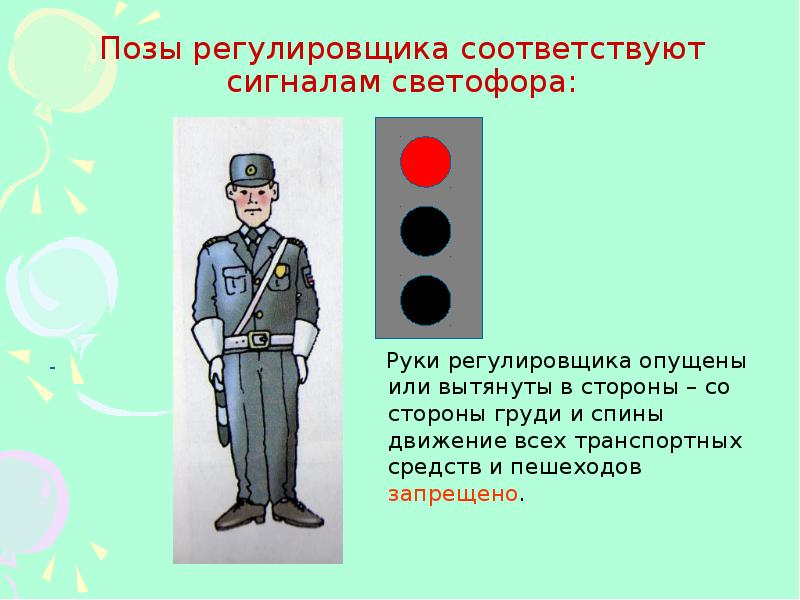 Позы регулировщика соответствуют
сигналам светофора:
-
Руки регулировщика опущены
или вытянуты в стороны – со
стороны груди и спины
движение всех транспортных
средств и пешеходов
запрещено.